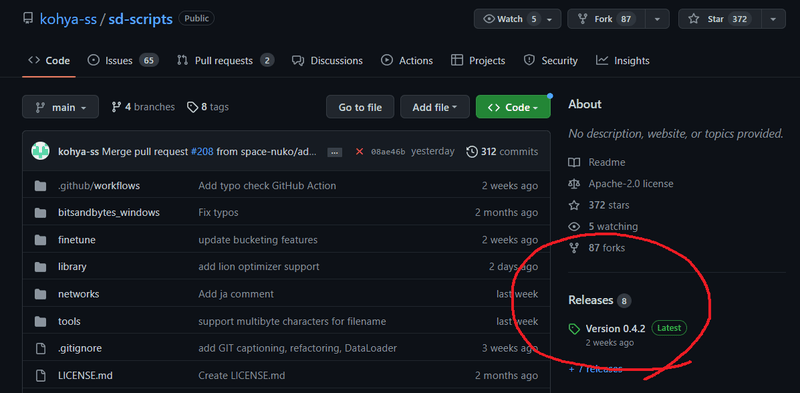 kohya-ss / sd-scripts Public
Watch 5 Fork 87 Star 372
Code Issues 65 Pull requests 2 Discussions Actions Projects Security Insights
main 4 branches 8 tags Go to file Add file Code
kohya-ss Merge pull request #208 from space-nuko/ad... ... 08ae46b yesterday 312 commits
.github/workflows Add typo check GitHub Action 2 weeks ago
bitsandbytes_windows Fix typos 2 months ago
finetune update bucketing features 2 weeks ago
library add lion optimizer support 2 days ago
networks Add ja comment last week
tools support multibyte characters for filename last week
.gitignore add GIT captioning, refactoring, DataLoader 3 weeks ago
LICENSE.md Create LICENSE.md 2 months ago
About
No description, website, or topics provided.
Readme
Apache-2.0 license
372 stars
5 watching
87 forks
Releases 8
Version 0.4.2 Latest
2 weeks ago
+ 7 releases